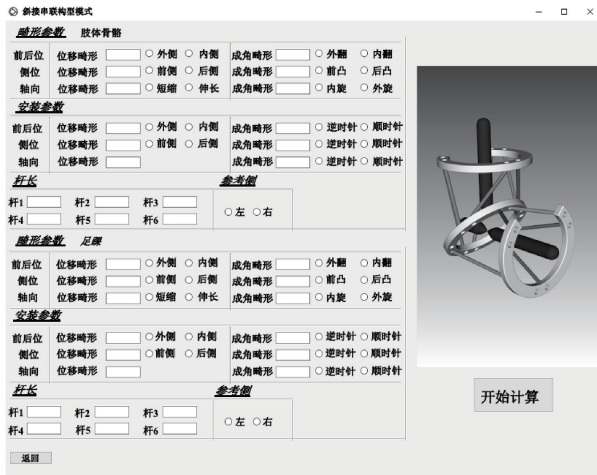 斜接串联构型模式
畸形参数 肢体骨骼
前后位 位移畸形 外侧 内侧 成角畸形 外翻 内翻
侧位 位移畸形 前侧 后侧 成角畸形 前凸 后凸
轴向 位移畸形 短缩 伸长 成角畸形 内旋 外旋
安装参数
前后位 位移畸形 外侧 内侧 成角畸形 逆时针 顺时针
侧位 位移畸形 前侧 后侧 成角畸形 逆时针 顺时针
轴向 位移畸形 成角畸形 逆时针 顺时针
杆长 参考侧
杆1 杆2 杆3
左 右
杆4 杆5 杆6
畸形参数 足踝
前后位 位移畸形 外侧 内侧 成角畸形 外翻 内翻
侧位 位移畸形 前侧 后侧 成角畸形 前凸 后凸
轴向 位移畸形 短缩 伸长 成角畸形 内旋 外旋
安装参数
前后位 位移畸形 外侧 内侧 成角畸形 逆时针 顺时针
侧位 位移畸形 前侧 后侧 成角畸形 逆时针 顺时针
轴向 位移畸形 成角畸形 逆时针 顺时针
杆长 参考侧
杆1 杆2 杆3
左 右
杆4 杆5 杆6
开始计算
返回